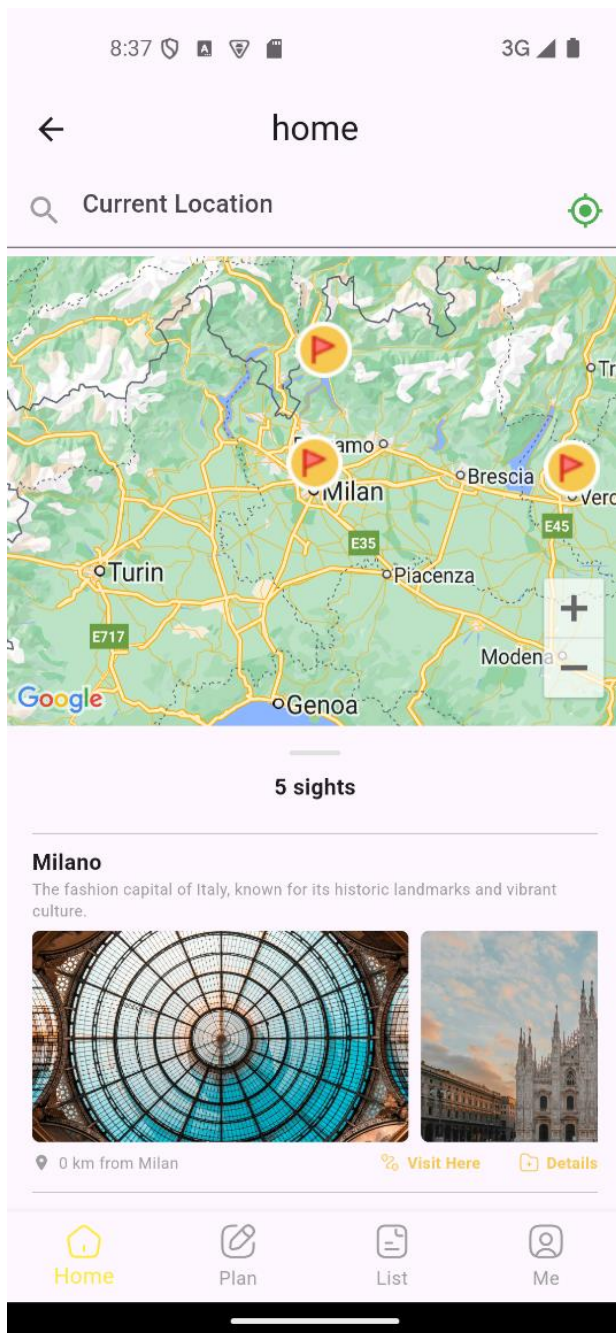 8:37
3G
home
Current Location
Milan
Brescia
E45
E35
Turin
Piacenza
E717
Modena
Google
Genoa
5 sights
Milano
The fashion capital of Italy, known for its historic landmarks and vibrant
culture.
0 km from Milan Visit Here Details
Home Plan List Me